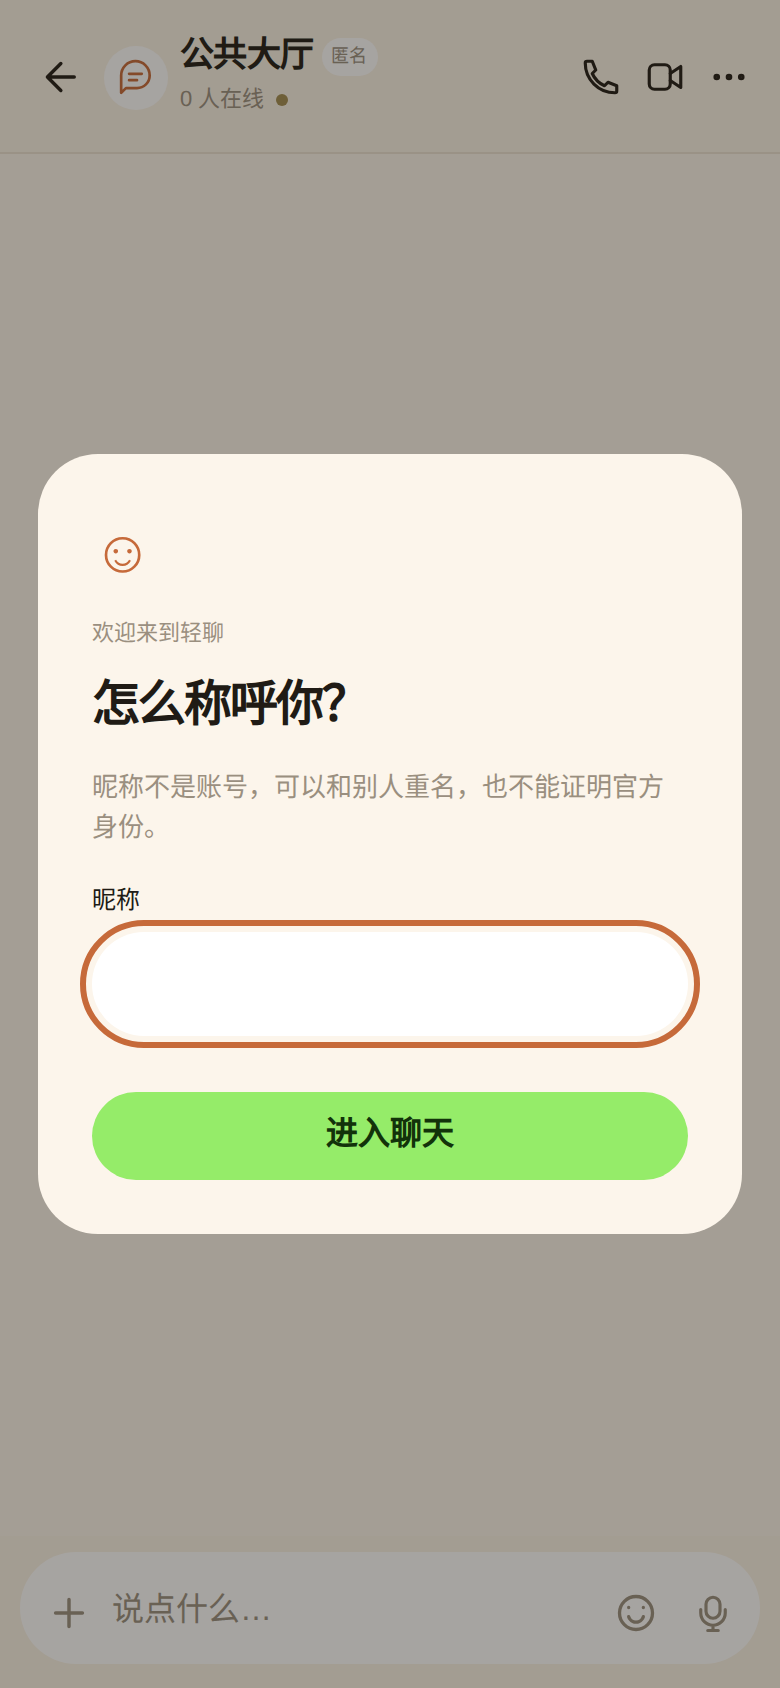 公共大厅 匿名
0 人在线
欢迎来到轻聊
怎么称呼你？
昵称不是账号，可以和别人重名，也不能证明官方
身份。
昵称
进入聊天
说点什么…